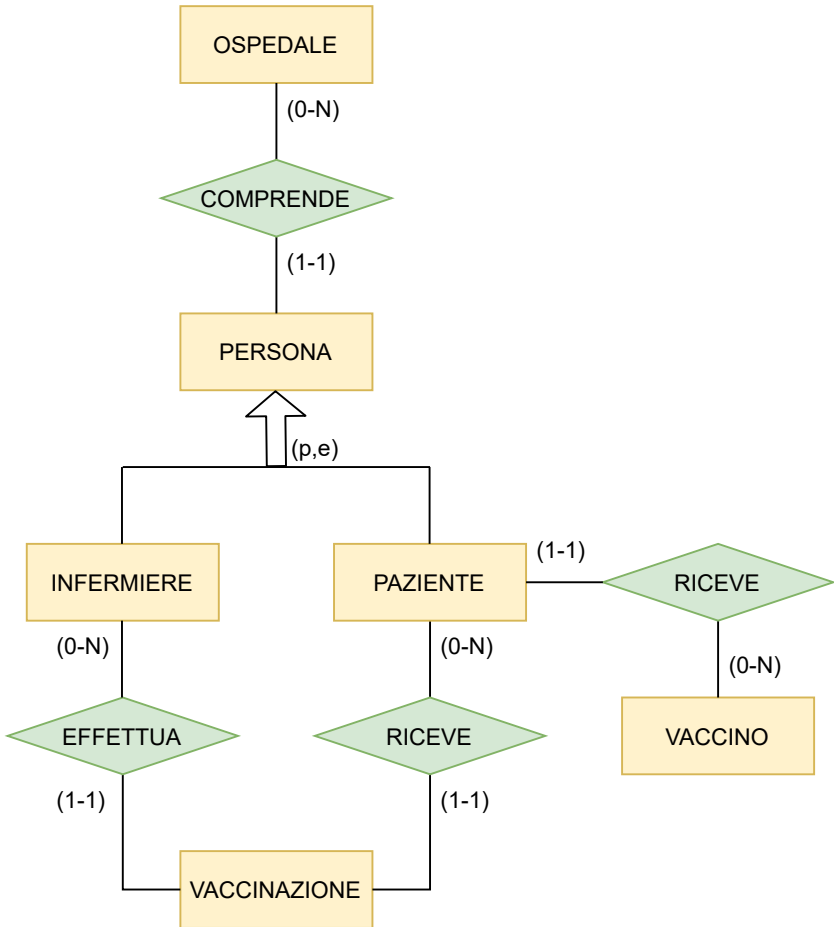 OSPEDALE
(0-N)
COMPRENDE
(1-1)
PERSONA
(p,e)
INFERMIERE
PAZIENTE
(1-1)
RICEVE
(0-N)
(0-N)
(0-N)
EFFETTUA
RICEVE
VACCINO
(1-1)
(1-1)
VACCINAZIONE